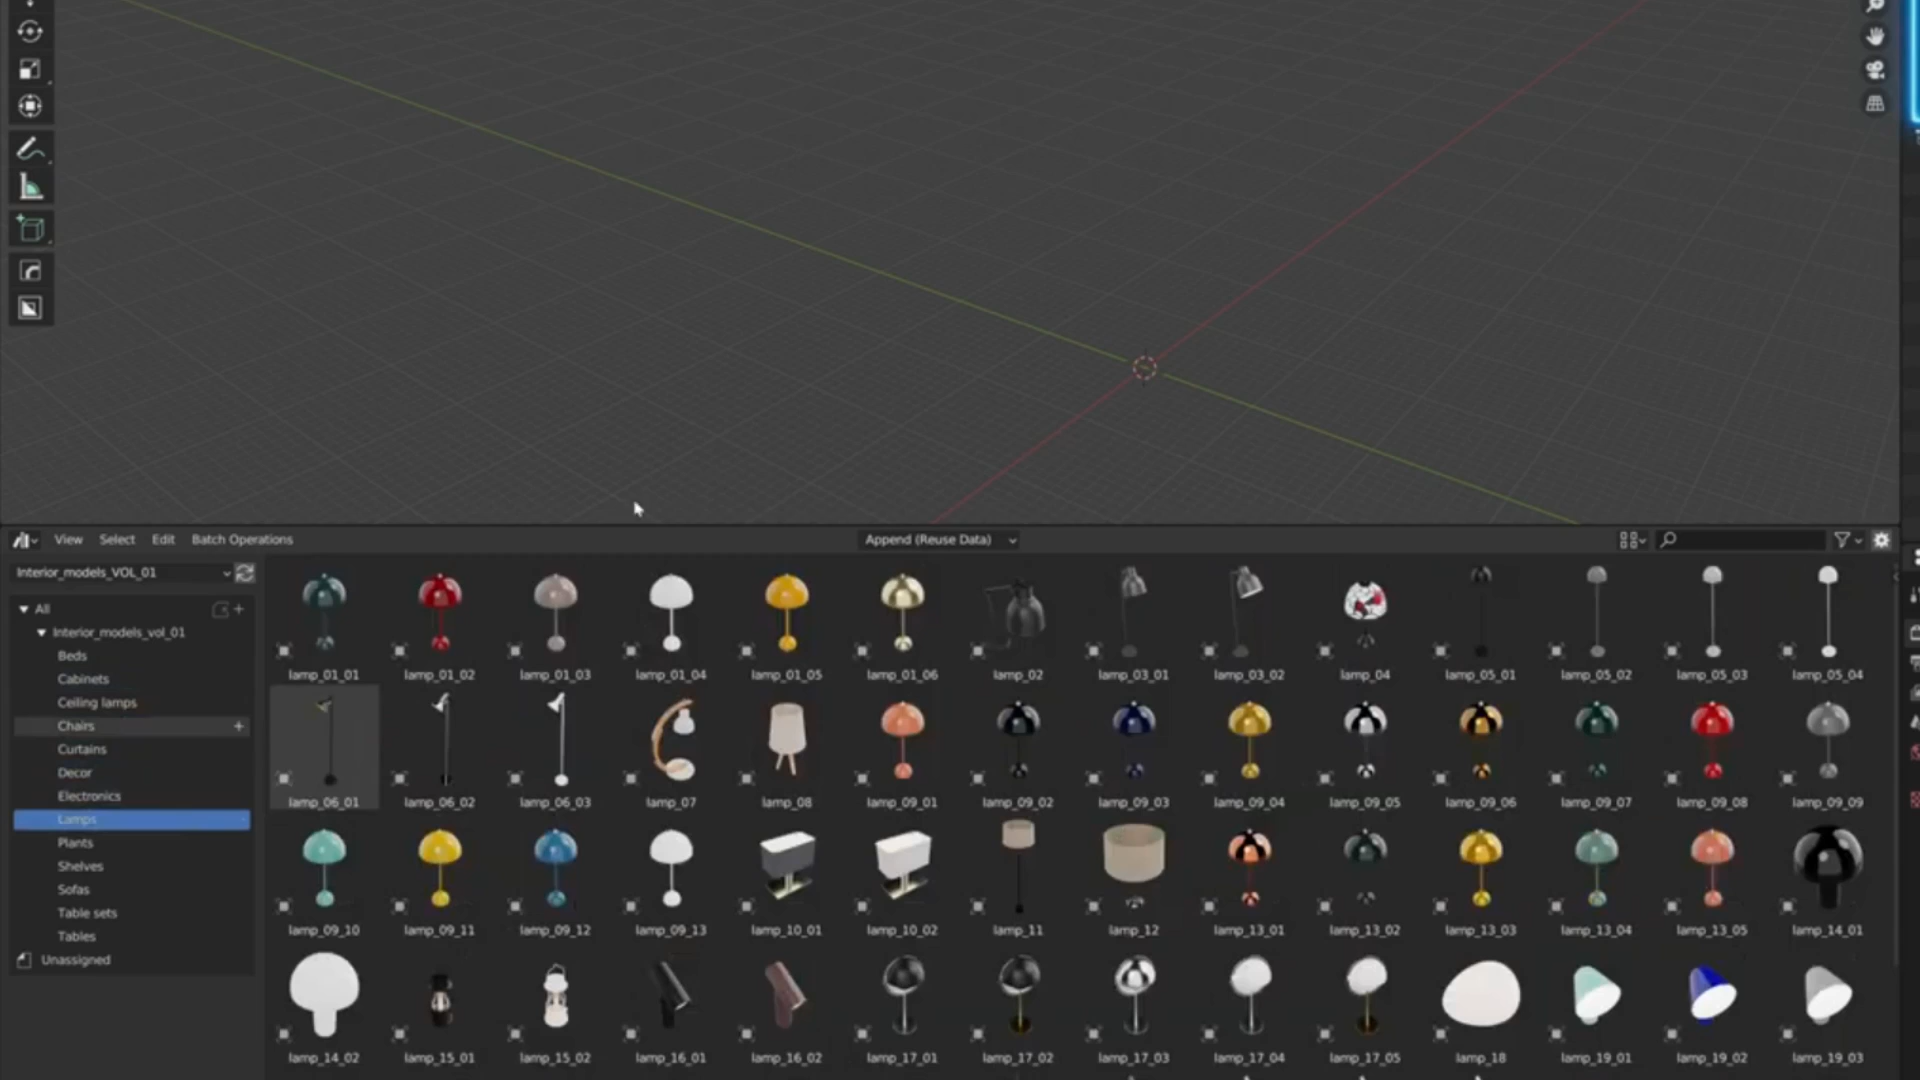 View Select Edit Batch Operations Append (Reuse Data)
Interior_models_VOL_01
All
Interior_models_vol_01
Beds
Cabinets
Ceiling lamps
Chairs
Curtains
Decor
Electronics
Lamps
Plants
Shelves
Sofas
Table sets
Tables
Unassigned
lamp_01_01 lamp_01_02 lamp_01_03 lamp_01_04 lamp_01_05 lamp_01_06 lamp_02 lamp_03_01 lamp_03_02 lamp_04 lamp_05_01 lamp_05_02 lamp_05_03 lamp_05_04
lamp_06_01 lamp_06_02 lamp_06_03 lamp_07 lamp_08 lamp_09_01 lamp_09_02 lamp_09_03 lamp_09_04 lamp_09_05 lamp_09_06 lamp_09_07 lamp_09_08 lamp_09_09
lamp_09_10 lamp_09_11 lamp_09_12 lamp_09_13 lamp_10_01 lamp_10_02 lamp_11 lamp_12 lamp_13_01 lamp_13_02 lamp_13_03 lamp_13_04 lamp_13_05 lamp_14_01
lamp_14_02 lamp_15_01 lamp_15_02 lamp_16_01 lamp_16_02 lamp_17_01 lamp_17_02 lamp_17_03 lamp_17_04 lamp_17_05 lamp_18 lamp_19_01 lamp_19_02 lamp_19_03